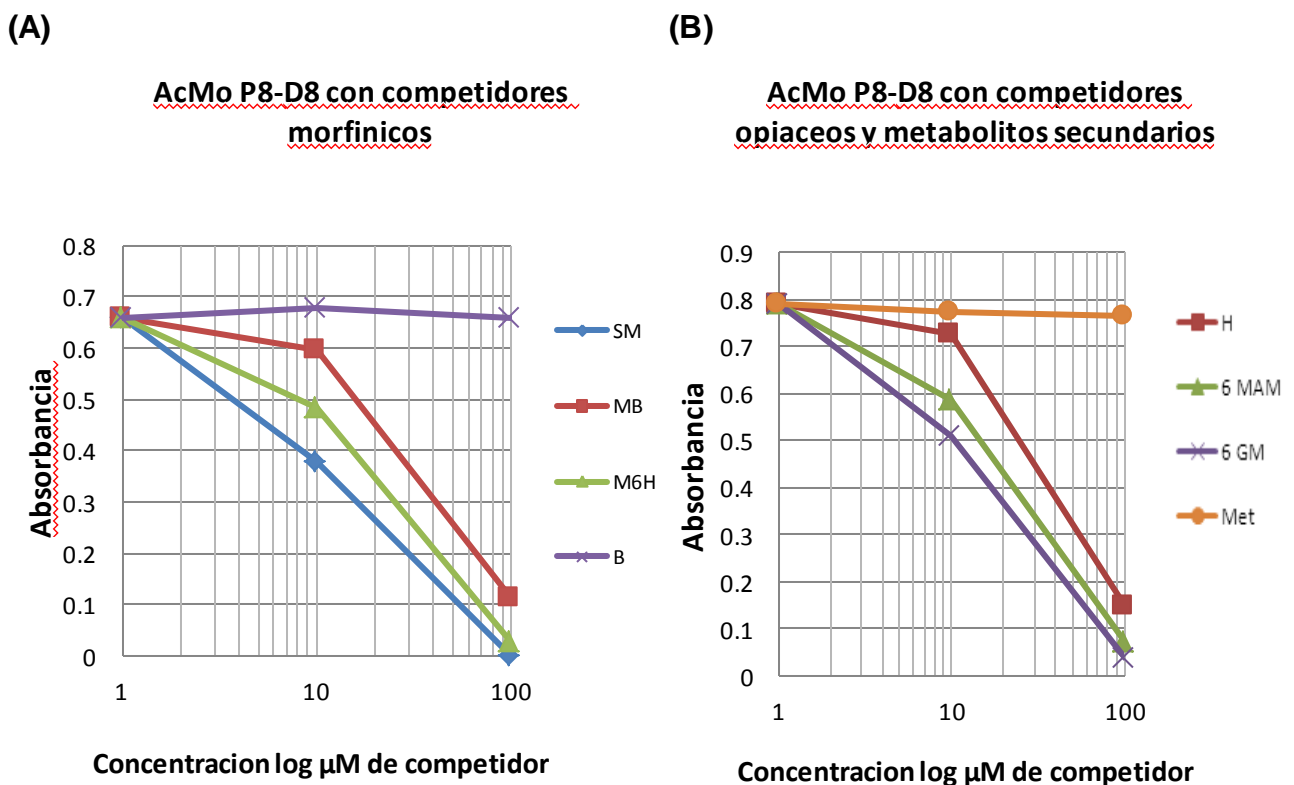 (A)
AcMo P8-D8 con competidores
morfinicos
0.8
0.7
0.6
0.5
0.4
0.3
0.2
0.1
0
Absorbancia
1 10 100
Concentracion log µM de competidor
SM
MB
M6H
B
(B)
AcMo P8-D8 con competidores
opiaceos y metabolitos secundarios
0.9
0.8
0.7
0.6
0.5
0.4
0.3
0.2
0.1
0
Absorbancia
1 10 100
Concentracion log µM de competidor
H
6 MAM
6 GM
Met